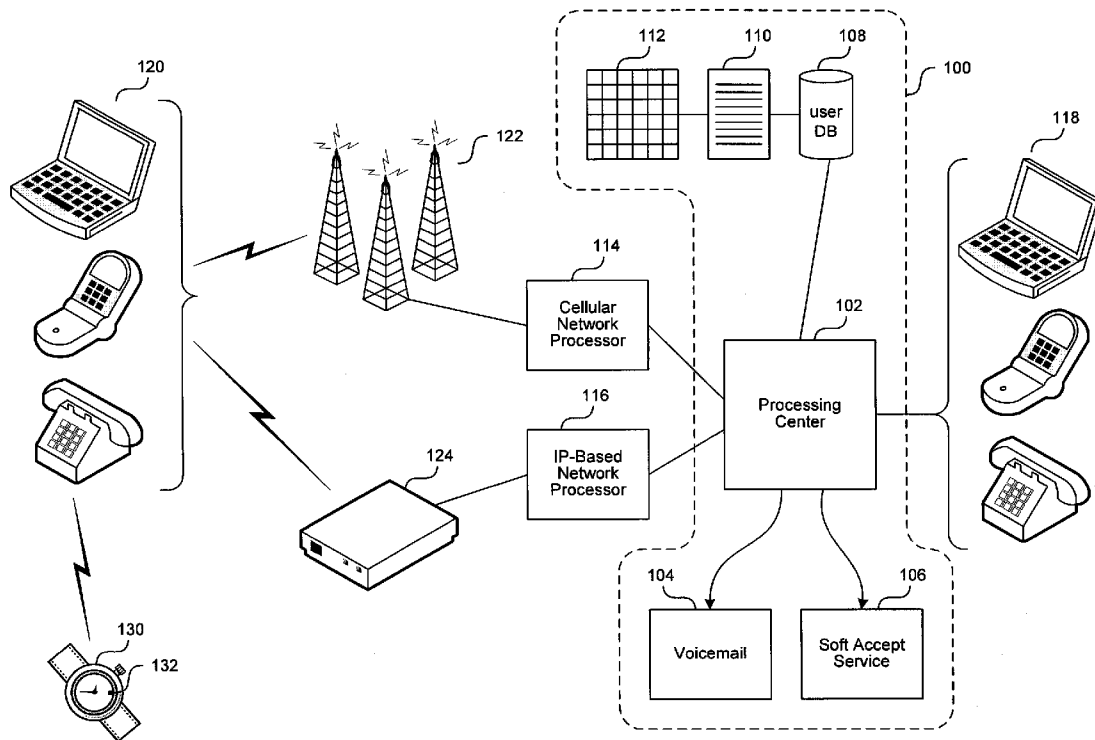 112
110
108
100
120
user
DB
118
122
114
Cellular
Network
Processor
102
Processing
Center
116
IP-Based
Network
Processor
124
104
106
Voicemail
Soft Accept
Service
130
132